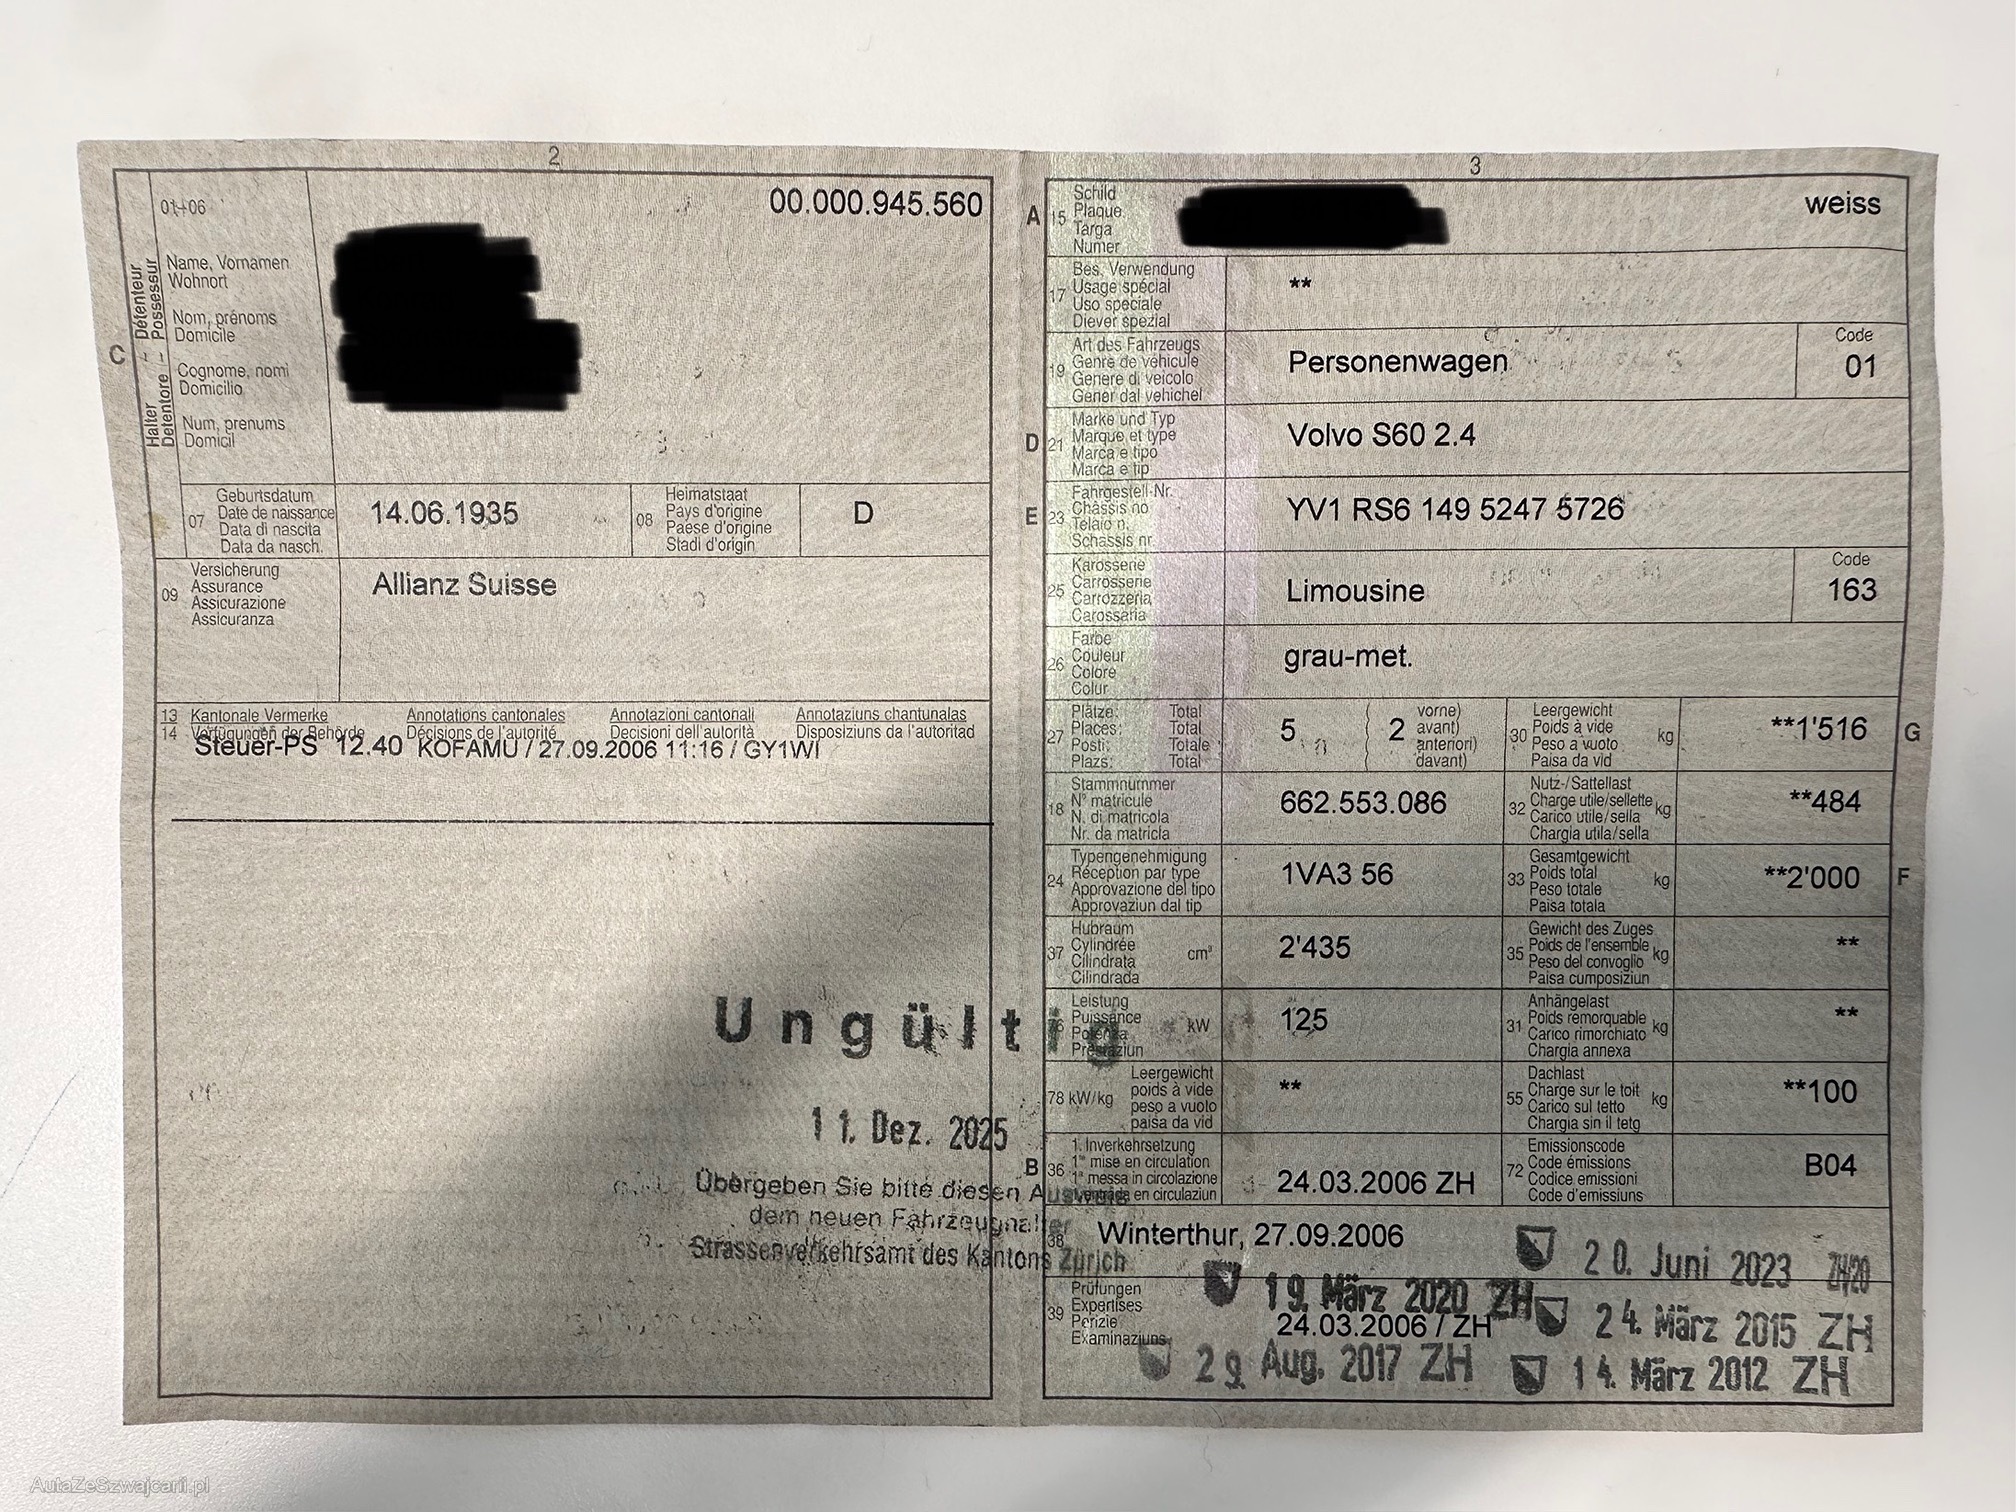 2
01+06
00.000.945.560
Halter - Détenteur
Detentore - Possessur
C
Name, Vornamen
Wohnort
Nom, prénoms
Domicile
Cognome, nomi
Domicilio
Num, prenums
Domicil
07
Geburtsdatum
Date de naissance
Data di nascita
Data da nasch.
14.06.1935
08
Heimatstaat
Pays d'origine
Paese d'origine
Stadi d'origin
D
09
Versicherung
Assurance
Assicurazione
Assicuranza
Allianz Suisse
13 Kantonale Vermerke Annotations cantonales Annotazioni cantonali Annotaziuns chantunalas
14 Verfügungen der Behörde Décisions de l'autorité Decisioni dell'autorità Disposiziuns da l'autoritad
Steuer-PS 12.40 KOFAMU / 27.09.2006 11:16 / GY1WI
Ungültig
11. Dez. 2025
Übergeben Sie bitte diesen Ausweis
dem neuen Fahrzeughalter
Strassenverkehrsamt des Kantons Zürich
3
A
15
Schild
Plaque
Targa
Numer
weiss
17
Bes. Verwendung
Usage spécial
Uso speciale
Diever spezial
**
19
Art des Fahrzeugs
Genre de véhicule
Genere di veicolo
Gener dal vehichel
Personenwagen
Code
01
D
21
Marke und Typ
Marque et type
Marca e tipo
Marca e tip
Volvo S60 2.4
E
23
Fahrgestell-Nr.
Châssis no
Telaio n.
Schassis nr.
YV1 RS6 149 5247 5726
25
Karosserie
Carrosserie
Carrozzeria
Carossaria
Limousine
Code
163
26
Farbe
Couleur
Colore
Colur
grau-met.
27
Plätze: Total
Places: Total
Posti: Totale
Plazs: Total
5
2
vorne)
avant)
anteriori)
davant)
30
Leergewicht
Poids à vide
Peso a vuoto
Paisa da vid
kg
**1'516
G
18
Stammnummer
N° matricule
N. di matricola
Nr. da matricla
662.553.086
32
Nutz-/Sattellast
Charge utile/sellette
Carico utile/sella
Chargia utila/sella
kg
**484
24
Typengenehmigung
Réception par type
Approvazione del tipo
Approvaziun dal tip
1VA3 56
33
Gesamtgewicht
Poids total
Peso totale
Paisa totala
kg
**2'000
F
37
Hubraum
Cylindrée
Cilindrata
Cilindrada
cm³
2'435
35
Gewicht des Zuges
Poids de l'ensemble
Peso del convoglio
Paisa cumposiziun
kg
**
Leistung
Puissance
Potenza
Prestaziun
kW
125
31
Anhängelast
Poids remorquable
Carico rimorchiato
Chargia annexa
kg
**
78 kW/kg
Leergewicht
poids à vide
peso a vuoto
paisa da vid
**
55
Dachlast
Charge sur le toit
Carico sul tetto
Chargia sin il tetg
kg
**100
B
36
1. Inverkehrsetzung
1re mise en circulation
1a messa in circolazione
1. entrada en circulaziun
24.03.2006 ZH
72
Emissionscode
Code émissions
Codice emissioni
Code d'emissiuns
B04
38
Winterthur, 27.09.2006
20. Juni 2023 ZH/20
39
Prüfungen
Expertises
Perizie
Examinaziuns
19. März 2020 ZH
24.03.2006 / ZH
24. März 2015 ZH
29. Aug. 2017 ZH
14. März 2012 ZH
AutaZeSzwajcarii.pl